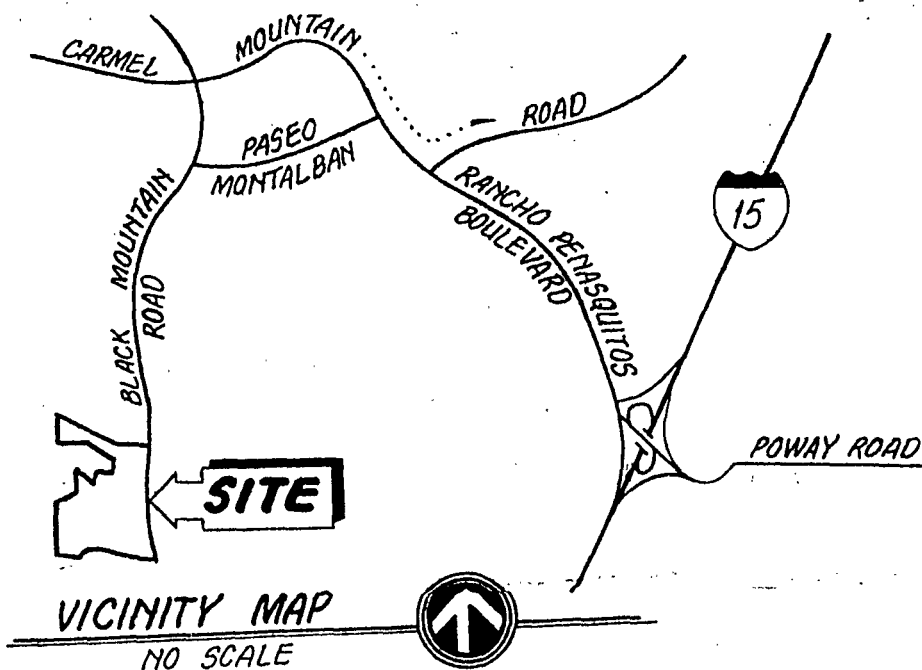 CARMEL
MOUNTAIN
ROAD
PASEO
MONTALBAN
BLACK MOUNTAIN
ROAD
RANCHO PENASQUITOS
BOULEVARD
15
POWAY ROAD
SITE
VICINITY MAP
NO SCALE